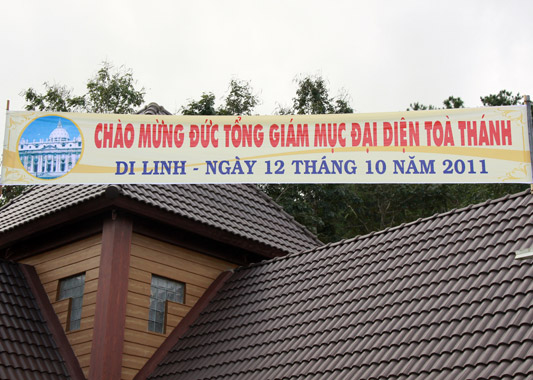 CHÀO MỪNG ĐỨC TỔNG GIÁM MỤC ĐẠI DIỆN TOÀ THÁNH
DI LINH - NGÀY 12 THÁNG 10 NĂM 2011